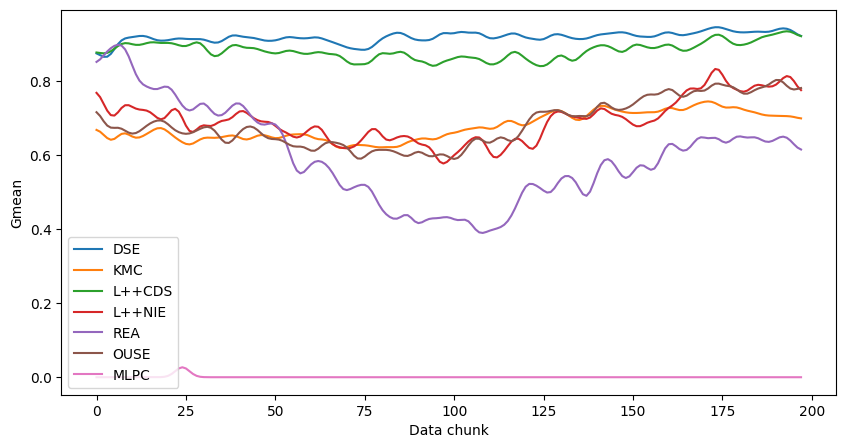 Gmean
0.8
0.6
0.4
0.2
0.0
DSE
KMC
L++CDS
L++NIE
REA
OUSE
MLPC
0 25 50 75 100 125 150 175 200
Data chunk